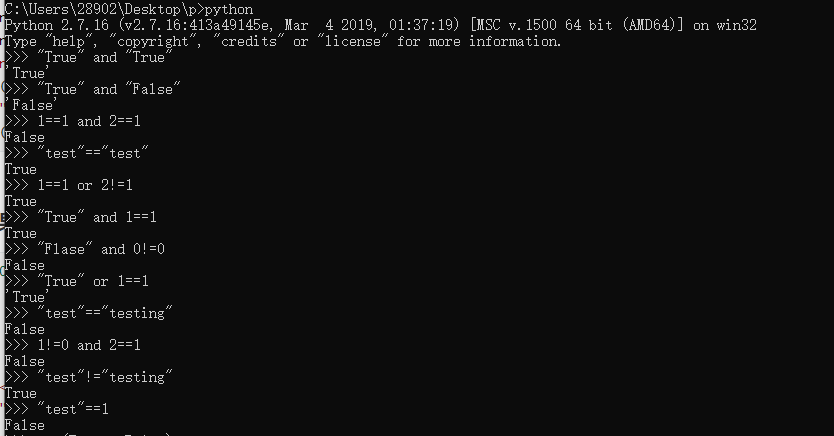 C:\Users\28902\Desktop\p>python
Python 2.7.16 (v2.7.16:413a49145e, Mar  4 2019, 01:37:19) [MSC v.1500 64 bit (AMD64)] on win32
Type "help", "copyright", "credits" or "license" for more information.
>>> "True" and "True"
'True'
>>> "True" and "False"
'False'
>>> 1==1 and 2==1
False
>>> "test"=="test"
True
>>> 1==1 or 2!=1
True
>>> "True" and 1==1
True
>>> "Flase" and 0!=0
False
>>> "True" or 1==1
'True'
>>> "test"=="testing"
False
>>> 1!=0 and 2==1
False
>>> "test"!="testing"
True
>>> "test"==1
False